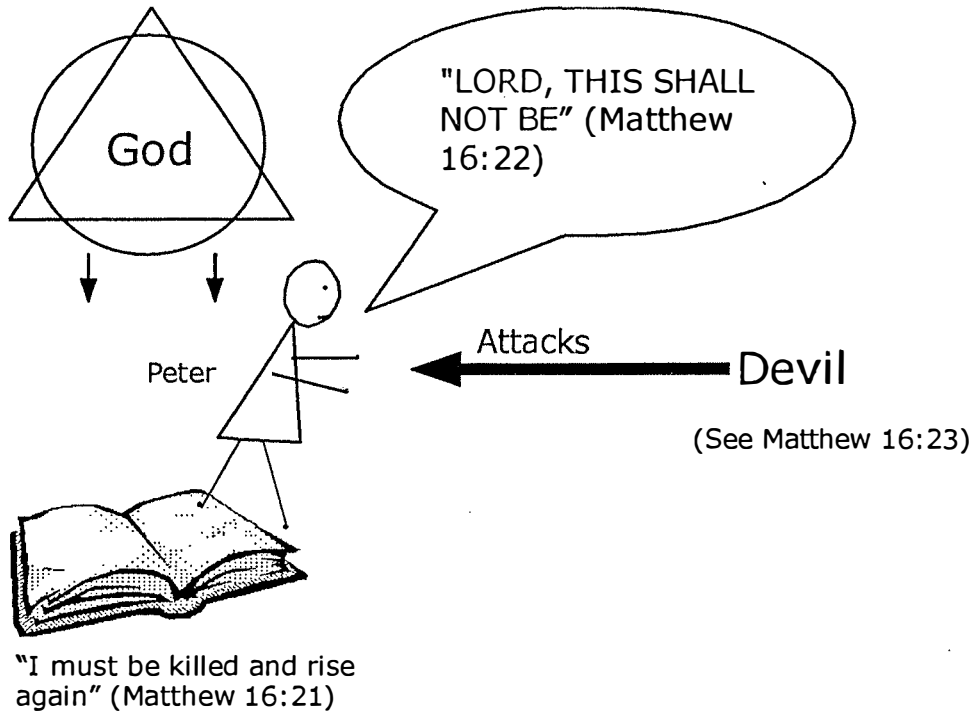 God
"LORD, THIS SHALL
NOT BE” (Matthew
16:22)
Peter
Attacks
Devil
(See Matthew 16:23)
“I must be killed and rise
again” (Matthew 16:21)